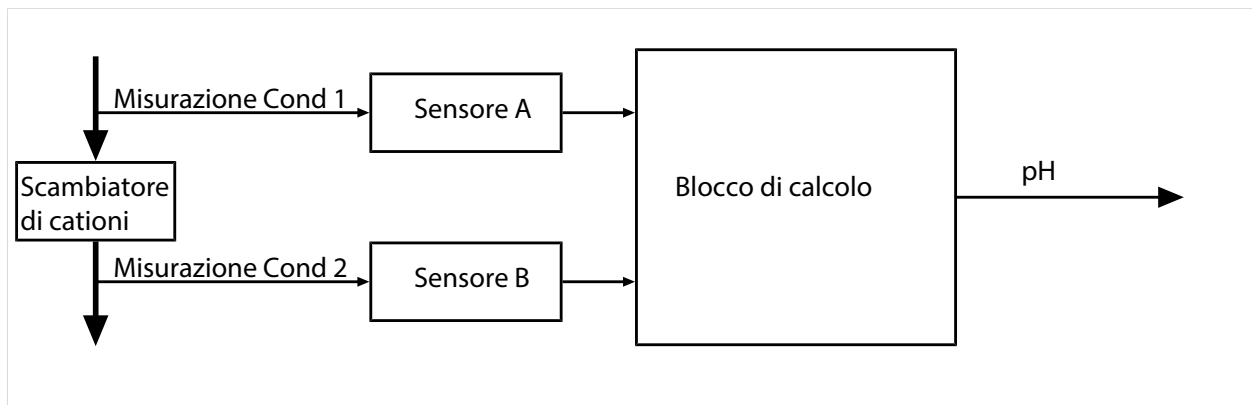 Misurazione Cond 1
Sensore A
Scambiatore
di cationi
Blocco di calcolo
pH
Misurazione Cond 2
Sensore B